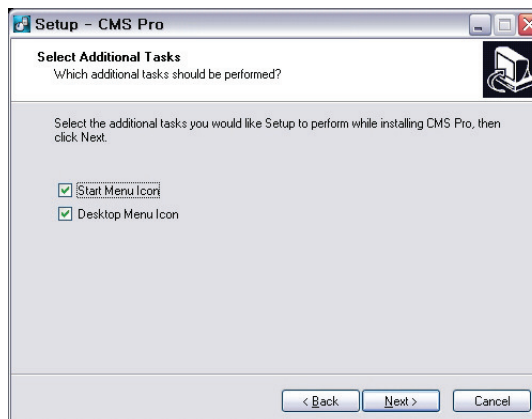 Setup - CMS Pro
Select Additional Tasks
Which additional tasks should be performed?
Select the additional tasks you would like Setup to perform while installing CMS Pro, then
click Next.
Start Menu Icon
Desktop Menu Icon
< Back
Next >
Cancel